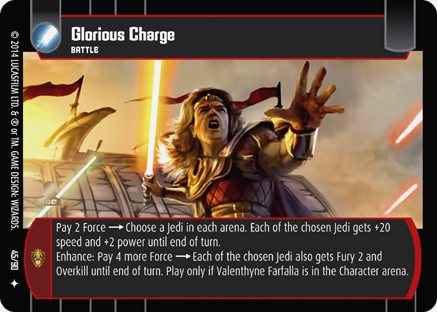 Glorious Charge
BATTLE
Pay 2 Force → Choose a Jedi in each arena. Each of the chosen Jedi gets +20
speed and +2 power until end of turn.
Enhance: Pay 4 more Force → Each of the chosen Jedi also gets Fury 2 and
Overkill until end of turn. Play only if Valenthyne Farfalla is in the Character arena.
© 2014 LUCASFILM LTD. & ® or TM. GAME DESIGN: WIZARDS.